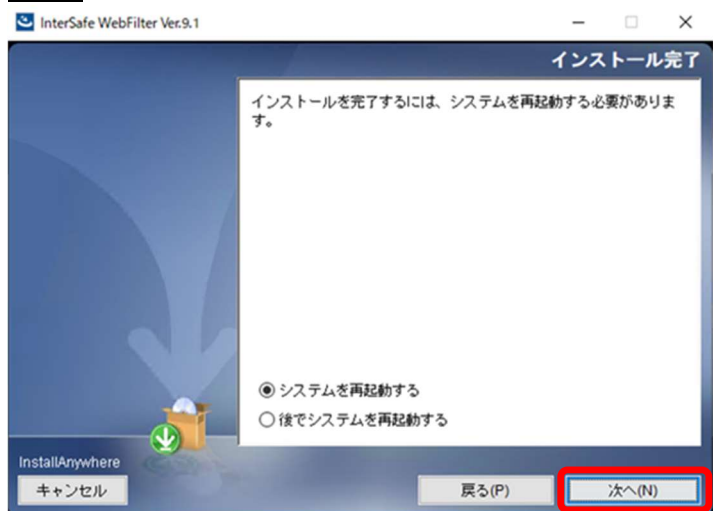 InterSafe WebFilter Ver.9.1
インストール完了
インストールを完了するには、システムを再起動する必要がありま
す。
システムを再起動する
後でシステムを再起動する
InstallAnywhere
キャンセル
戻る(P)
次へ(N)